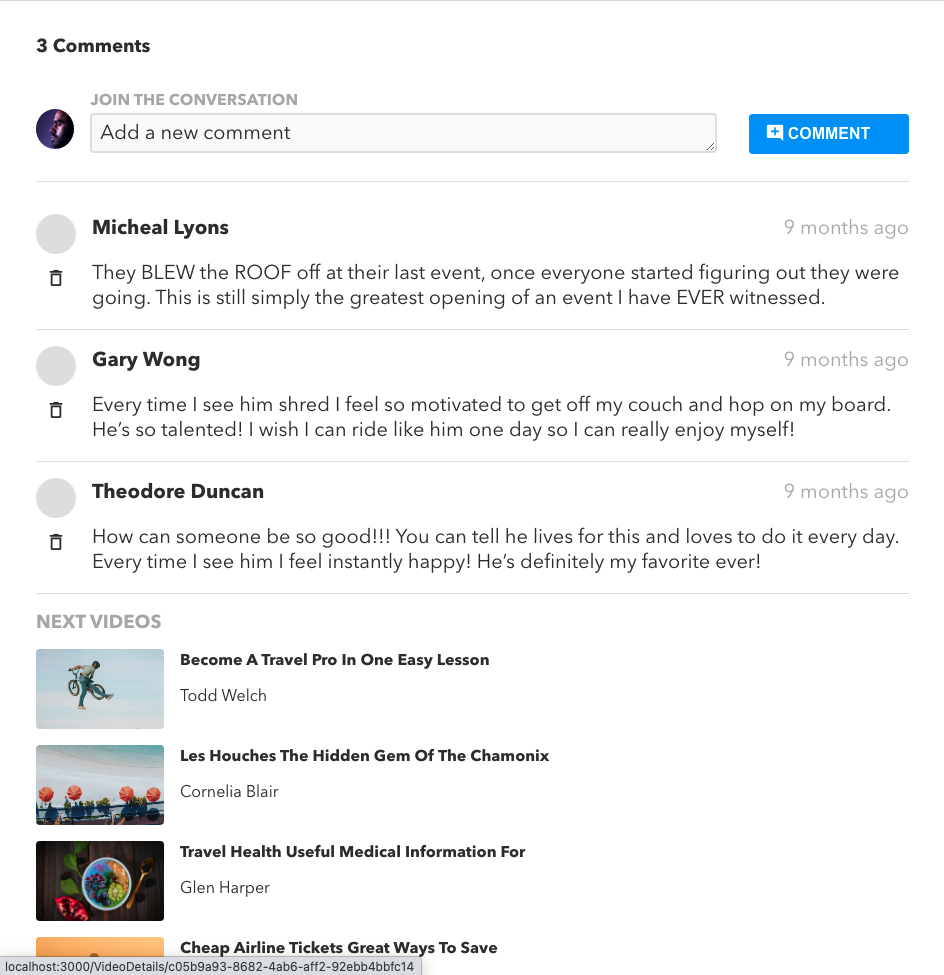 3 Comments
JOIN THE CONVERSATION
Add a new comment
COMMENT
Micheal Lyons
9 months ago
They BLEW the ROOF off at their last event, once everyone started figuring out they were
going. This is still simply the greatest opening of an event I have EVER witnessed.
Gary Wong
9 months ago
Every time I see him shred I feel so motivated to get off my couch and hop on my board.
He’s so talented! I wish I can ride like him one day so I can really enjoy myself!
Theodore Duncan
9 months ago
How can someone be so good!!! You can tell he lives for this and loves to do it every day.
Every time I see him I feel instantly happy! He’s definitely my favorite ever!
NEXT VIDEOS
Become A Travel Pro In One Easy Lesson
Todd Welch
Les Houches The Hidden Gem Of The Chamonix
Cornelia Blair
Travel Health Useful Medical Information For
Glen Harper
Cheap Airline Tickets Great Ways To Save
localhost:3000/VideoDetails/c05b9a93-8682-4ab6-aff2-92ebb4bbfc14